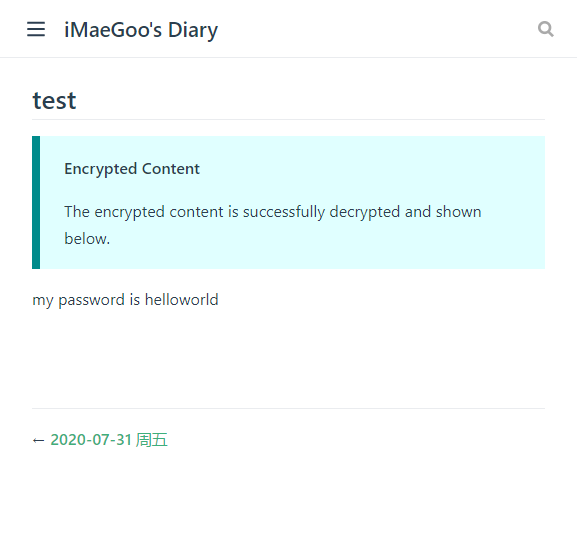 iMaeGoo's Diary
test
Encrypted Content
The encrypted content is successfully decrypted and shown
below.
my password is helloworld
← 2020-07-31 周五